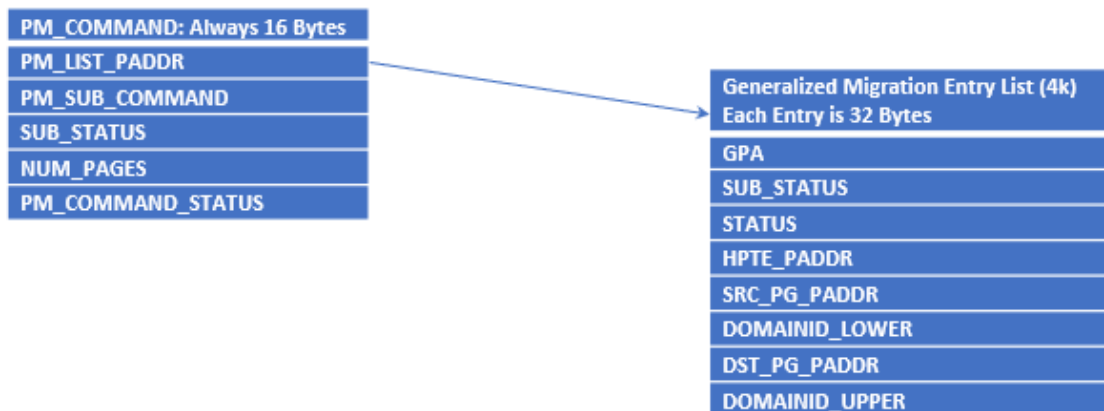 PM_COMMAND: Always 16 Bytes
PM_LIST_PADDR
PM_SUB_COMMAND
SUB_STATUS
NUM_PAGES
PM_COMMAND_STATUS
Generalized Migration Entry List (4k)
Each Entry is 32 Bytes
GPA
SUB_STATUS
STATUS
HPTE_PADDR
SRC_PG_PADDR
DOMAINID_LOWER
DST_PG_PADDR
DOMAINID_UPPER